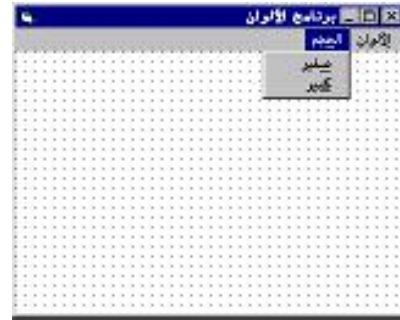 برنامج الألوان
الألوان الحجم
صغير
كبير